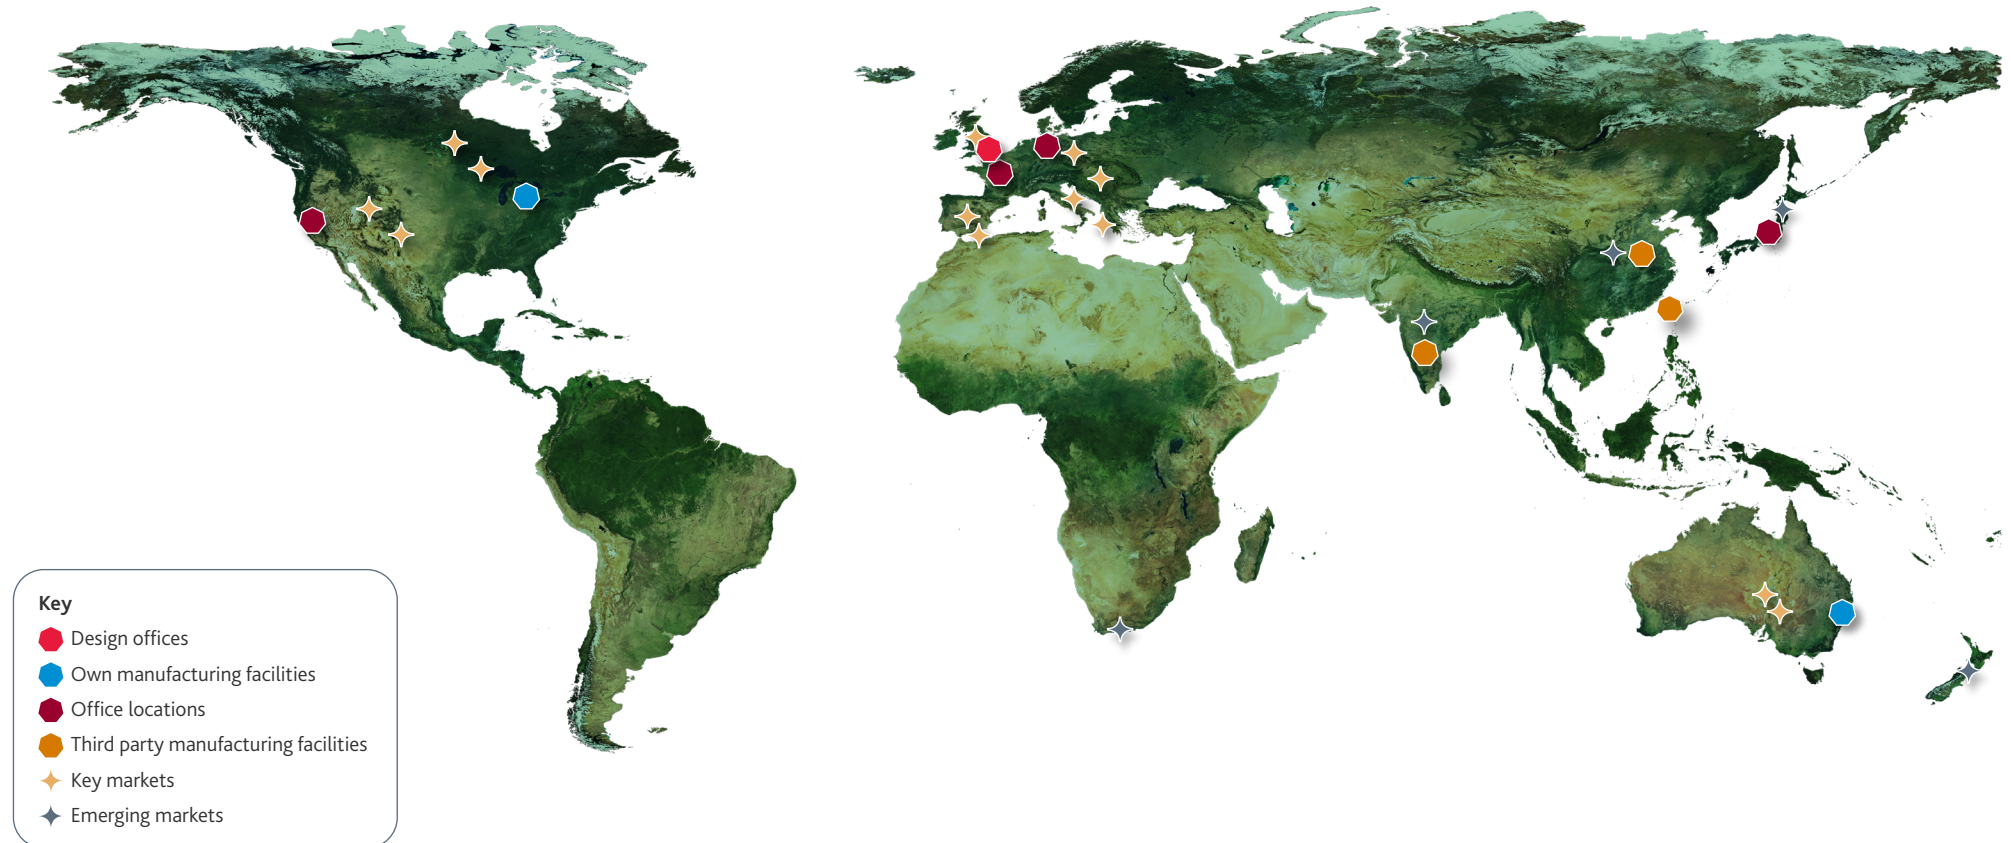 Key
Design offices
Own manufacturing facilities
Office locations
Third party manufacturing facilities
Key markets
Emerging markets